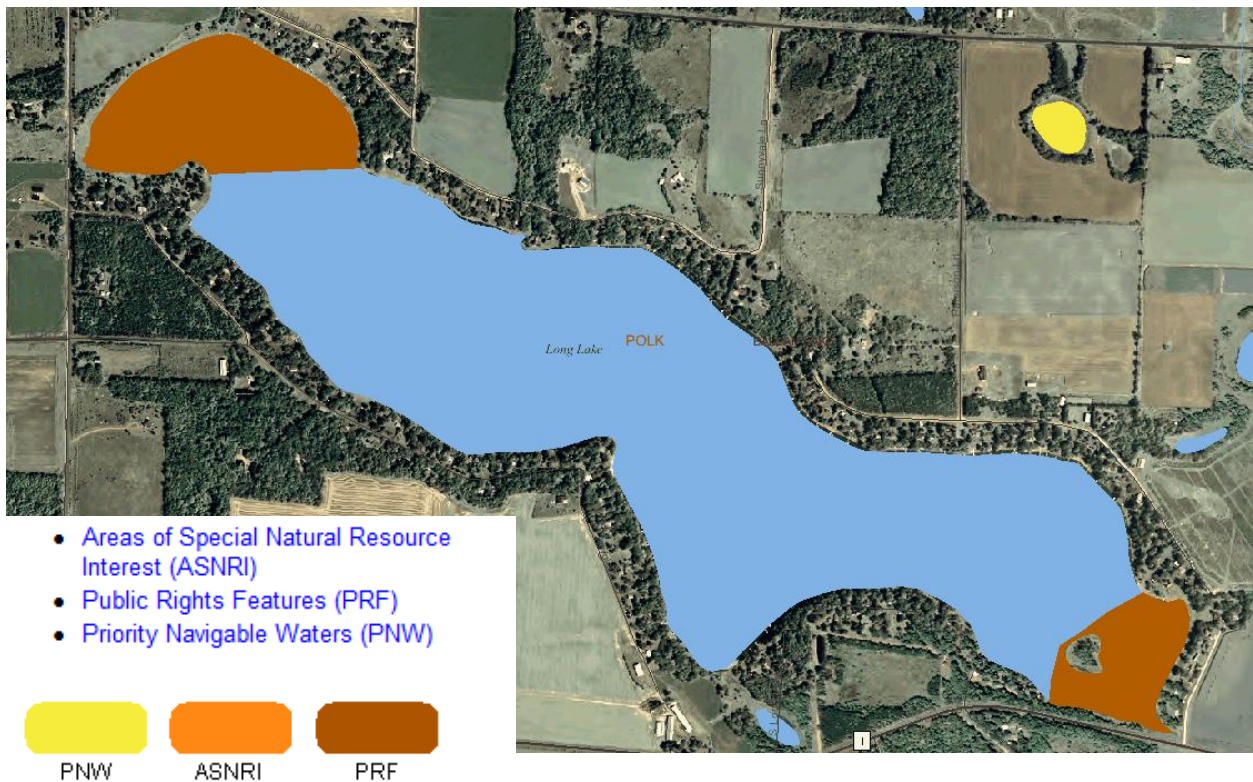 Long Lake
POLK
I
• Areas of Special Natural Resource
Interest (ASNRI)
• Public Rights Features (PRF)
• Priority Navigable Waters (PNW)
PNW
ASNRI
PRF